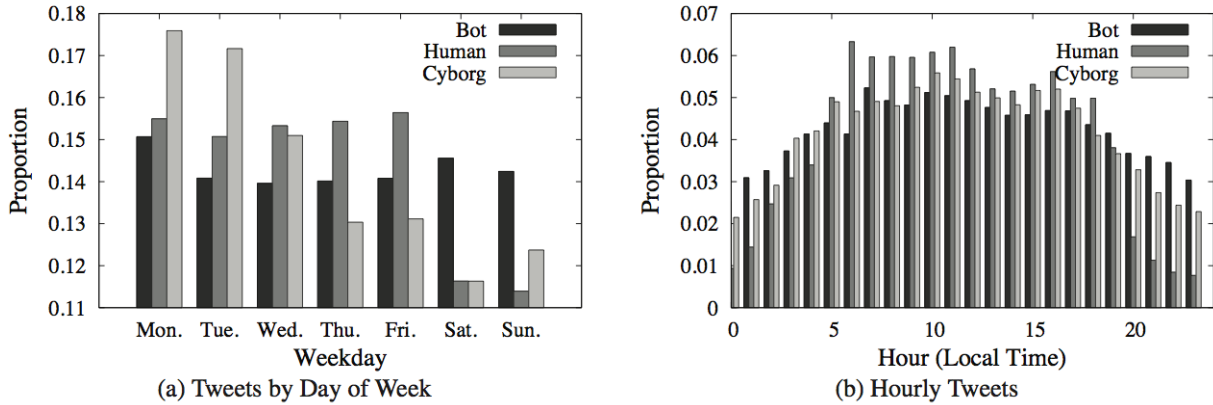 0.18
0.17
0.16
0.15
0.14
0.13
0.12
0.11
Proportion
Bot
Human
Cyborg
Mon. Tue. Wed. Thu. Fri. Sat. Sun.
Weekday
(a) Tweets by Day of Week
0.07
0.06
0.05
0.04
0.03
0.02
0.01
0
Proportion
Bot
Human
Cyborg
0 5 10 15 20
Hour (Local Time)
(b) Hourly Tweets